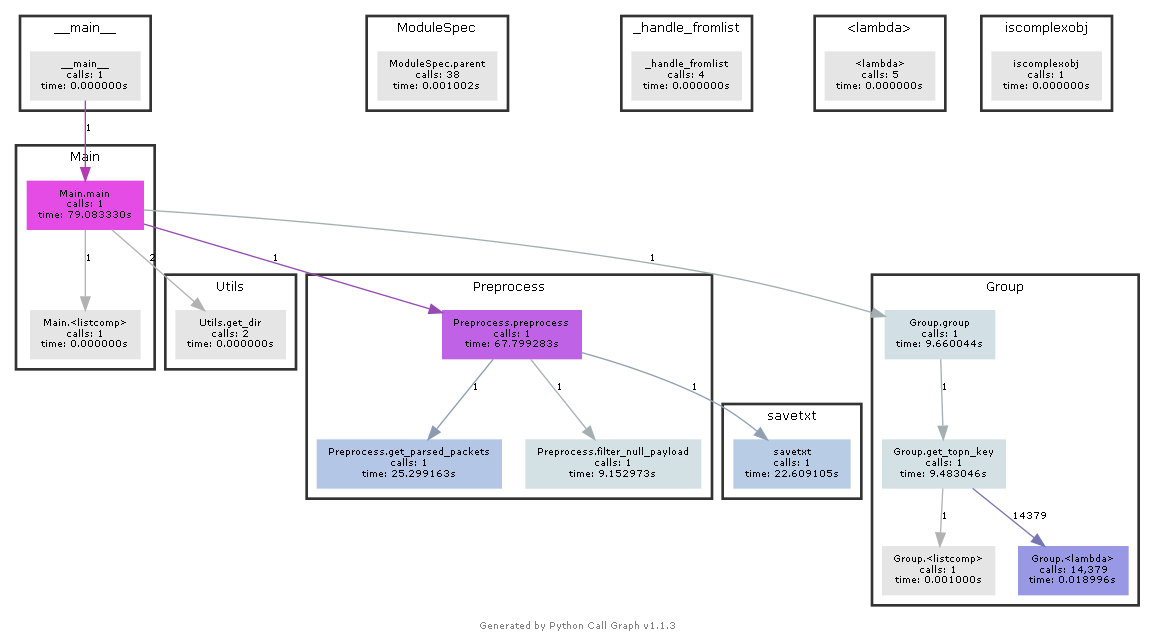 __main__
__main__
calls: 1
time: 0.000000s
ModuleSpec
ModuleSpec.parent
calls: 38
time: 0.001002s
_handle_fromlist
_handle_fromlist
calls: 4
time: 0.000000s
<lambda>
<lambda>
calls: 5
time: 0.000000s
iscomplexobj
iscomplexobj
calls: 1
time: 0.000000s
1
Main
Main.main
calls: 1
time: 79.083330s
1
2
1
1
Main.<listcomp>
calls: 1
time: 0.000000s
Utils
Utils.get_dir
calls: 2
time: 0.000000s
Preprocess
Preprocess.preprocess
calls: 1
time: 67.799283s
1
1
1
Preprocess.get_parsed_packets
calls: 1
time: 25.299163s
Preprocess.filter_null_payload
calls: 1
time: 9.152973s
savetxt
savetxt
calls: 1
time: 22.609105s
Group
Group.group
calls: 1
time: 9.660044s
1
Group.get_topn_key
calls: 1
time: 9.483046s
1
14379
Group.<listcomp>
calls: 1
time: 0.001000s
Group.<lambda>
calls: 14,379
time: 0.018996s
Generated by Python Call Graph v1.1.3